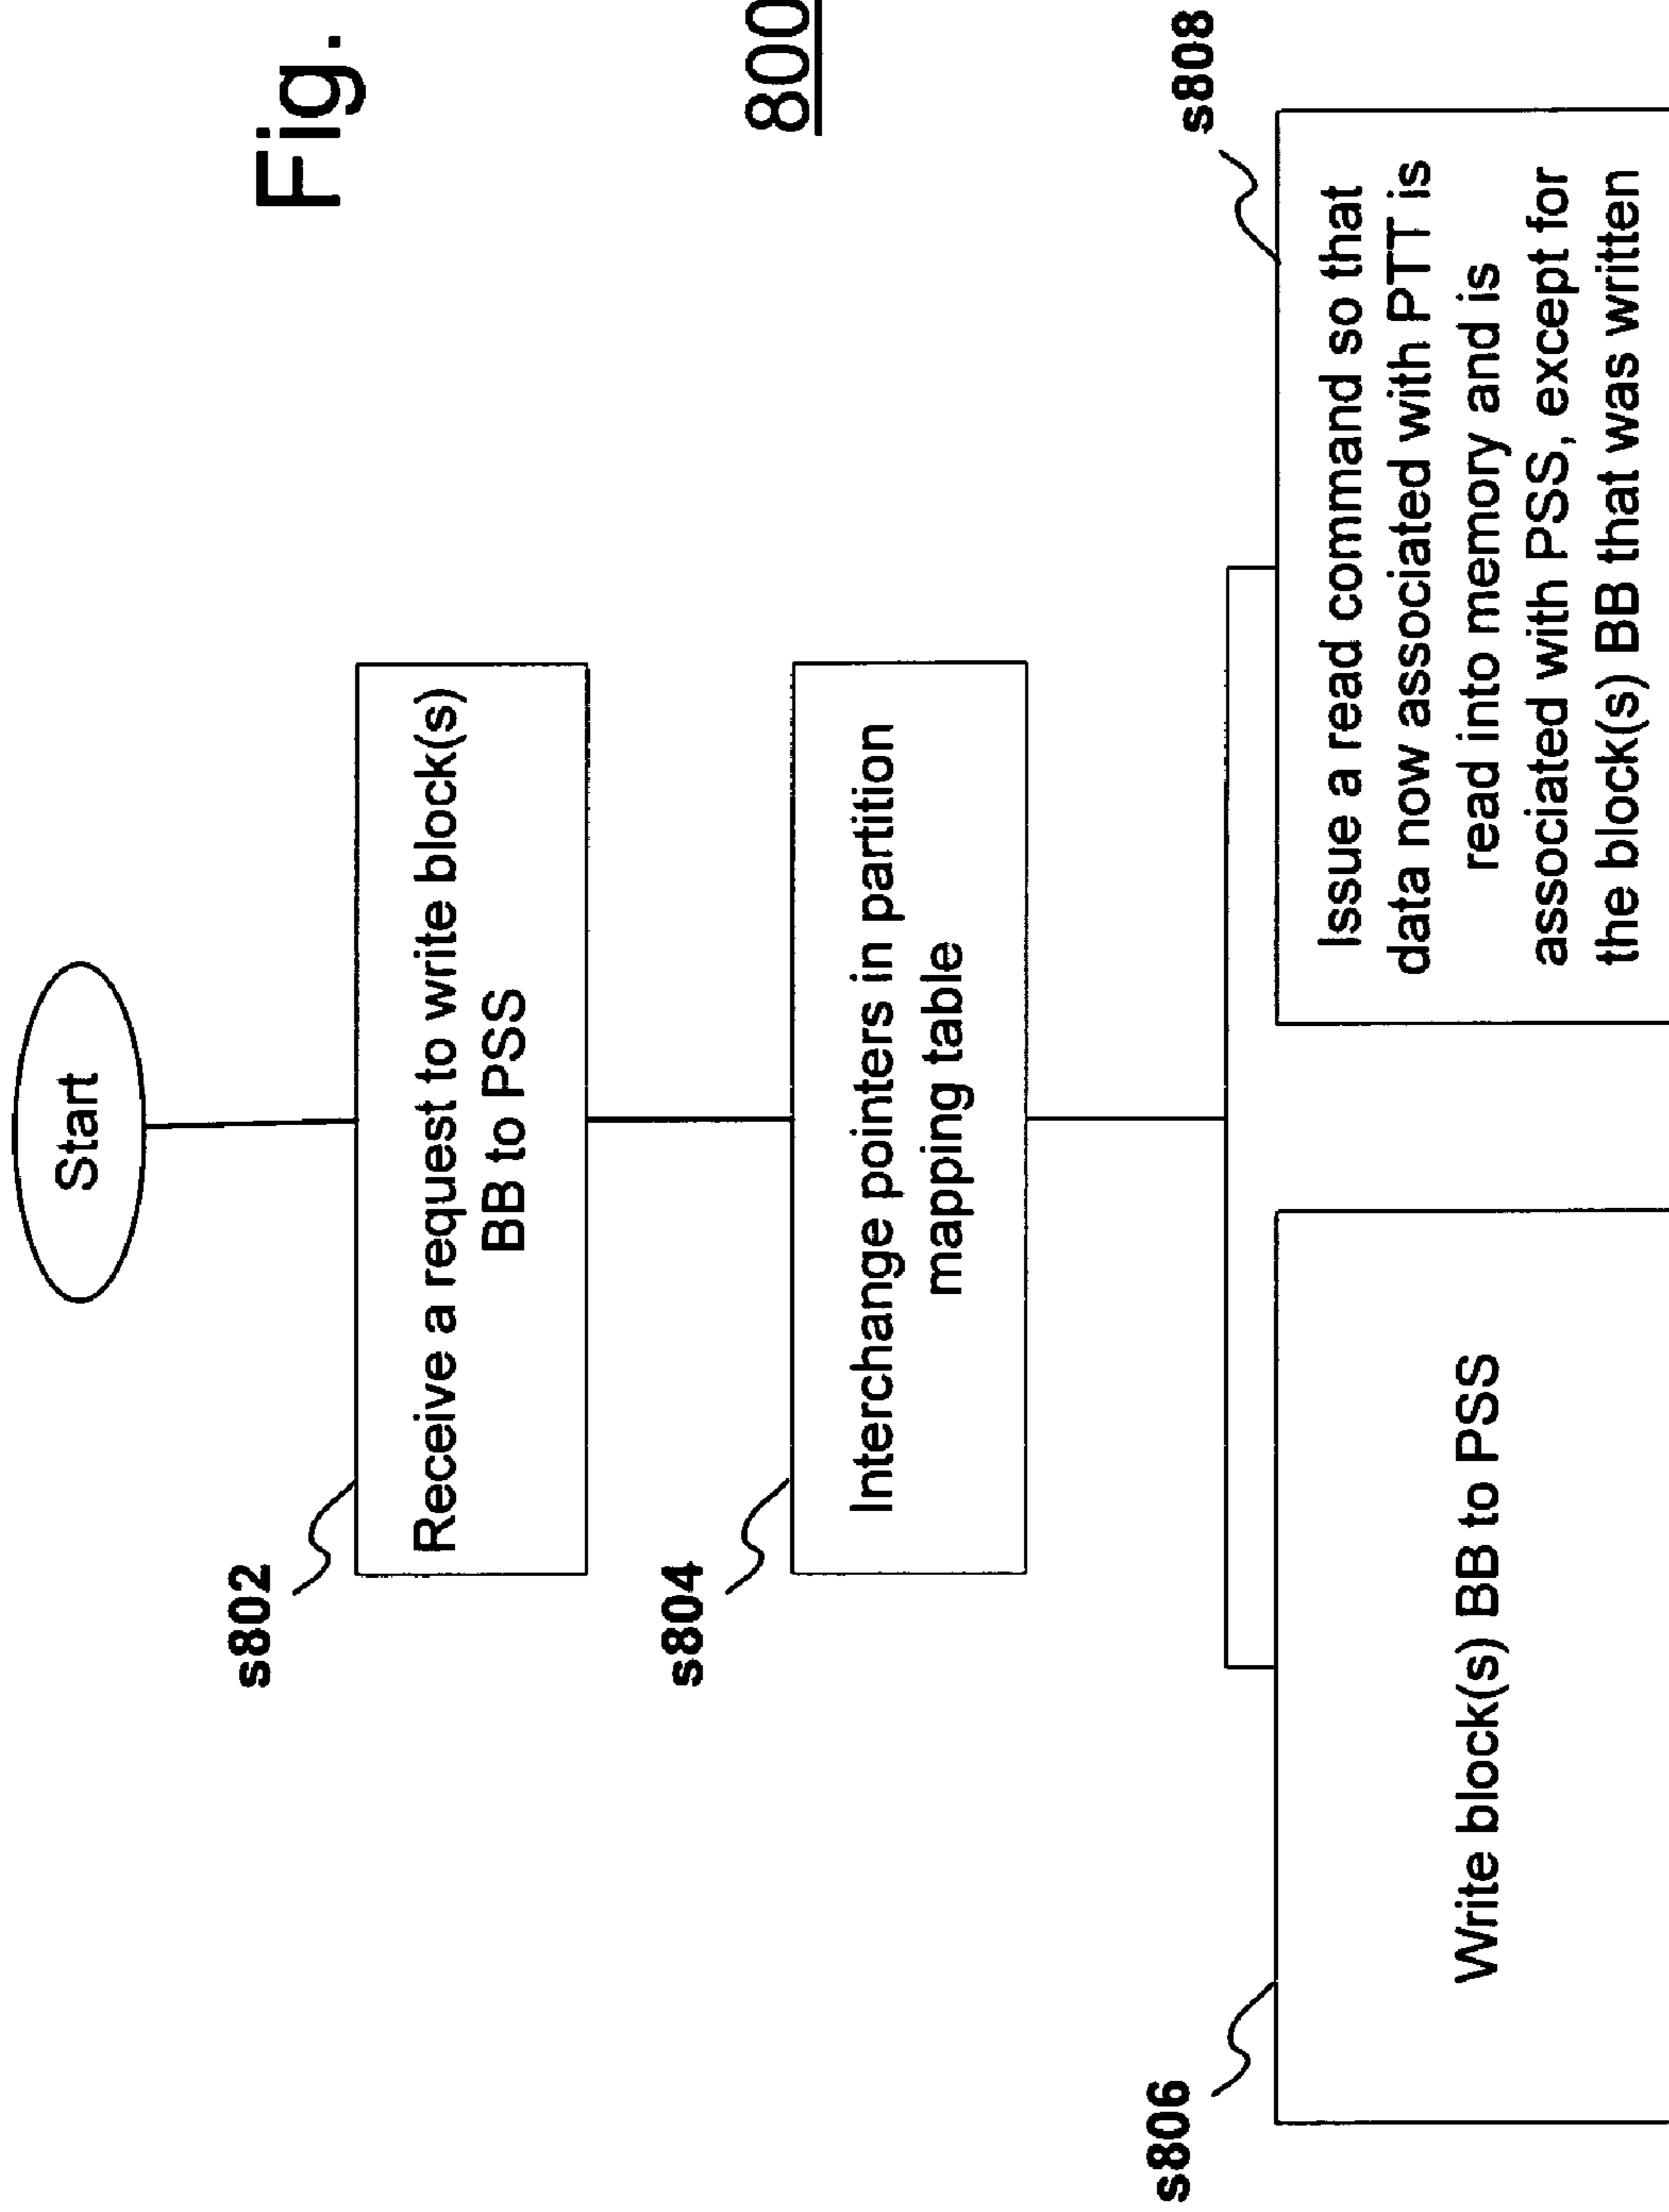 Fig.
800
Start
s802
Receive a request to write block(s)
BB to PSS
s804
Interchange pointers in partition
mapping table
s806
Write block(s) BB to PSS
s808
Issue a read command so that
data now associated with PTT is
read into memory and is
associated with PSS, except for
the block(s) BB that was written